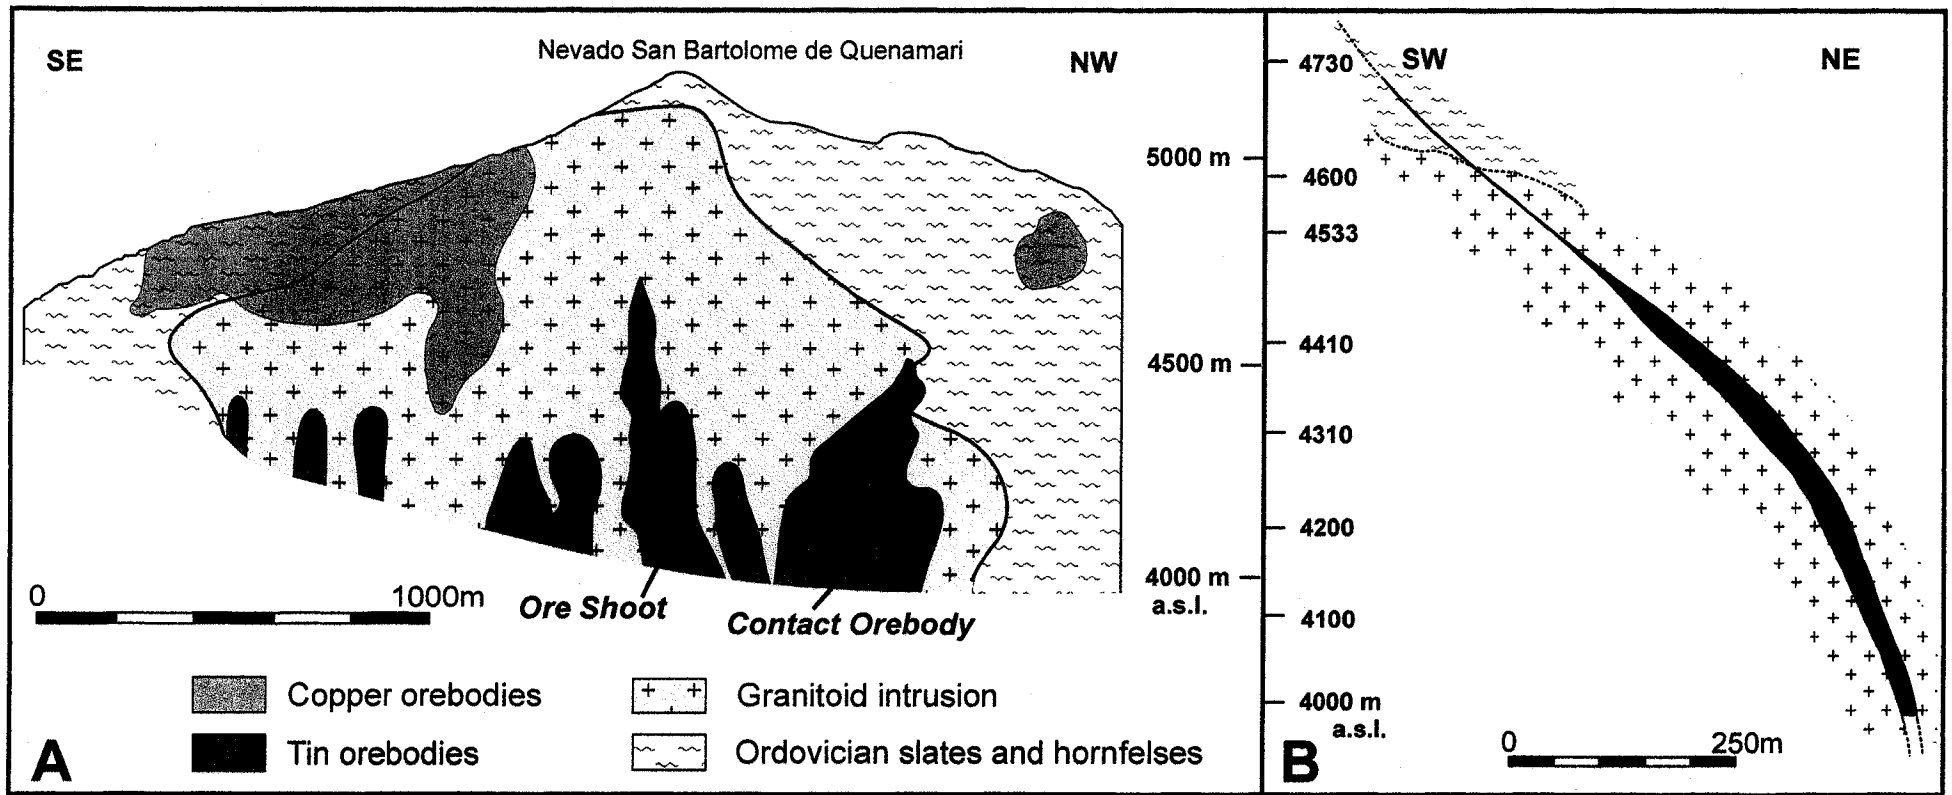 SE
Nevado San Bartolome de Quenamari
NW
5000 m
4500 m
4000 m
a.s.l.
0
1000m
Ore Shoot
Contact Orebody
Copper orebodies
Granitoid intrusion
Tin orebodies
Ordovician slates and hornfelses
A
SW
NE
4730
4600
4533
4410
4310
4200
4100
4000 m
a.s.l.
0
250m
B